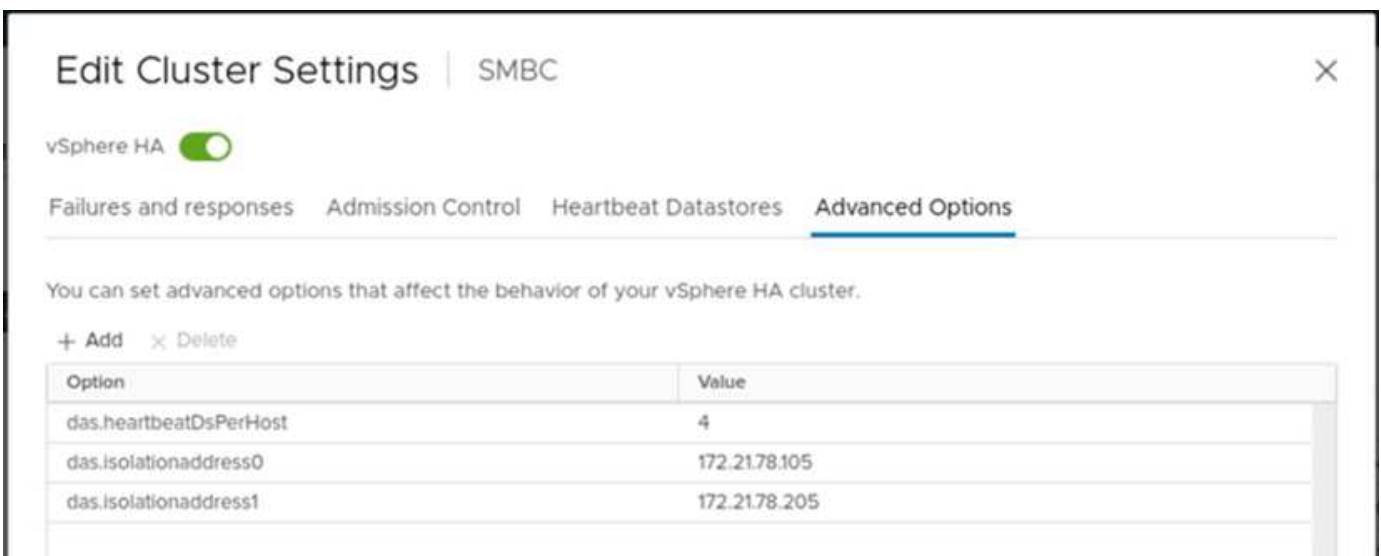 Edit Cluster Settings | SMBC
vSphere HA
Failures and responses Admission Control Heartbeat Datastores Advanced Options
You can set advanced options that affect the behavior of your vSphere HA cluster.
+ Add × Delete
Option Value
das.heartbeatDsPerHost 4
das.isolationaddress0 172.21.78.105
das.isolationaddress1 172.21.78.205